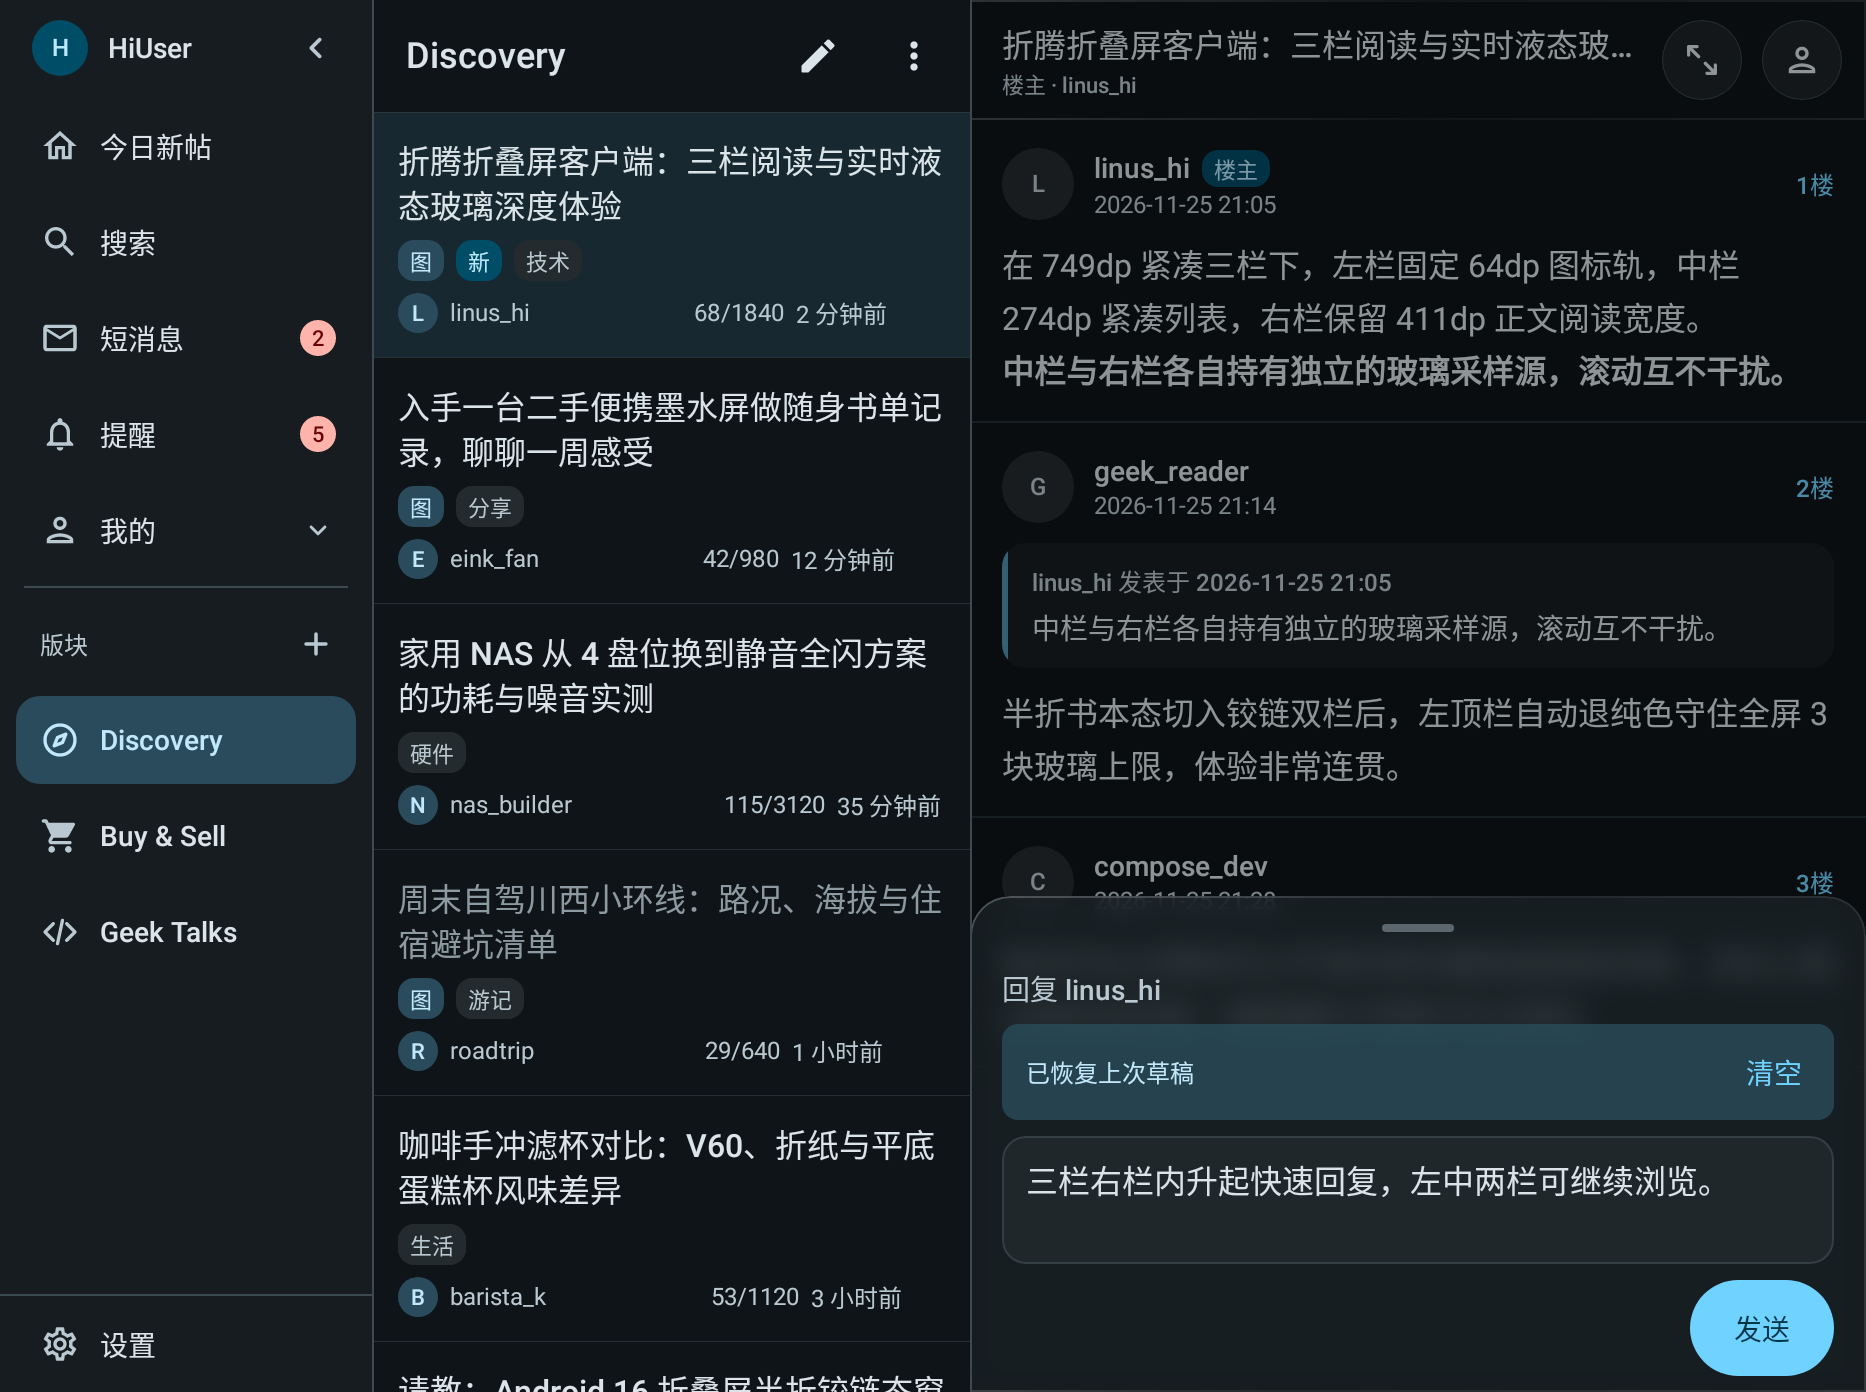 H HiUser
今日新帖
搜索
短消息 2
提醒 5
我的
版块
Discovery
Buy & Sell
Geek Talks
设置
Discovery
折腾折叠屏客户端：三栏阅读与实时液
态玻璃深度体验
图 新 技术
L linus_hi 68/1840 2 分钟前
入手一台二手便携墨水屏做随身书单记
录，聊聊一周感受
图 分享
E eink_fan 42/980 12 分钟前
家用 NAS 从 4 盘位换到静音全闪方案
的功耗与噪音实测
硬件
N nas_builder 115/3120 35 分钟前
周末自驾川西小环线：路况、海拔与住
宿避坑清单
图 游记
R roadtrip 29/640 1 小时前
咖啡手冲滤杯对比：V60、折纸与平底
蛋糕杯风味差异
生活
B barista_k 53/1120 3 小时前
请教：Android 16 折叠屏半折铰链态窗
折腾折叠屏客户端：三栏阅读与实时液态玻…
楼主 · linus_hi
L linus_hi 楼主 1楼
2026-11-25 21:05
在 749dp 紧凑三栏下，左栏固定 64dp 图标轨，中栏
274dp 紧凑列表，右栏保留 411dp 正文阅读宽度。
中栏与右栏各自持有独立的玻璃采样源，滚动互不干扰。
G geek_reader 2楼
2026-11-25 21:14
linus_hi 发表于 2026-11-25 21:05
中栏与右栏各自持有独立的玻璃采样源，滚动互不干扰。
半折书本态切入铰链双栏后，左顶栏自动退纯色守住全屏 3
块玻璃上限，体验非常连贯。
C compose_dev 3楼
2026-11-25 21:28
回复 linus_hi
已恢复上次草稿 清空
三栏右栏内升起快速回复，左中两栏可继续浏览。
发送